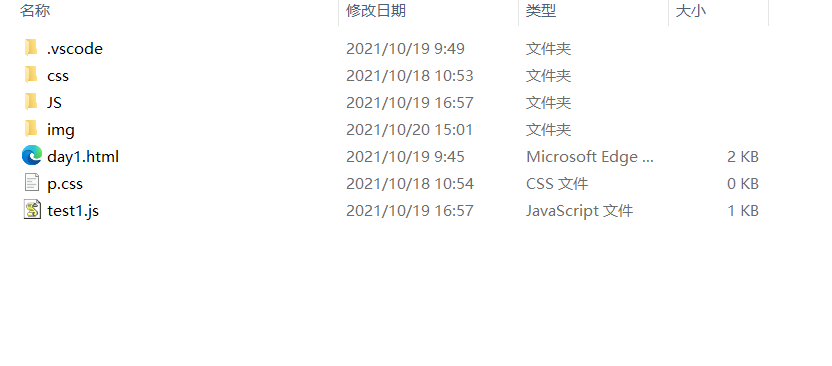 名称 修改日期 类型 大小
.vscode 2021/10/19 9:49 文件夹
css 2021/10/18 10:53 文件夹
JS 2021/10/19 16:57 文件夹
img 2021/10/20 15:01 文件夹
day1.html 2021/10/19 9:45 Microsoft Edge ... 2 KB
p.css 2021/10/18 10:54 CSS 文件 0 KB
test1.js 2021/10/19 16:57 JavaScript 文件 1 KB